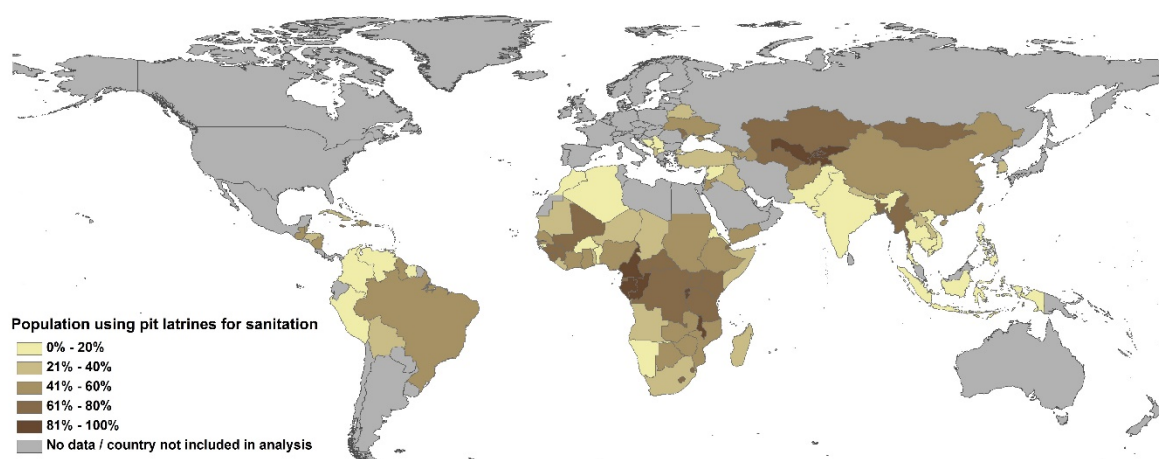 Population using pit latrines for sanitation
0% - 20%
21% - 40%
41% - 60%
61% - 80%
81% - 100%
No data / country not included in analysis